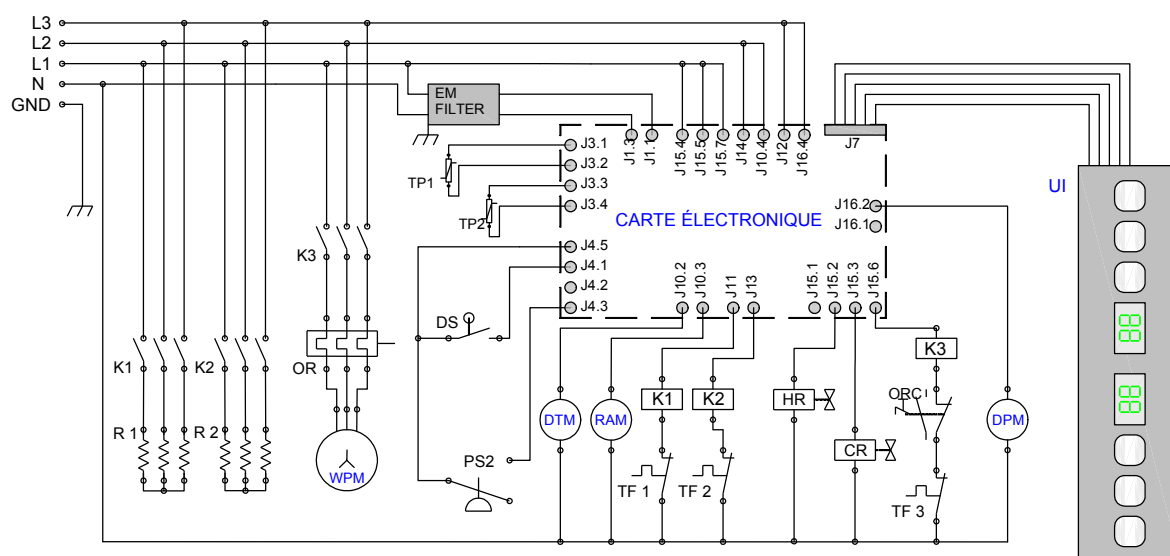 L3
L2
L1
N
GND
EM
FILTER
J3.1
J3.2
J3.3
J3.4
J4.5
J4.1
J4.2
J4.3
TP1
TP2
J1.3
J1.1
J15.4
J15.5
J15.7
J14
J10.4
J12
J16.4
J7
UI
CARTE ÉLECTRONIQUE
J16.2
J16.1
J10.2
J10.3
J11
J13
J15.1
J15.2
J15.3
J15.6
K3
DS
K1
K2
OR
R 1
R 2
WPM
PS2
DTM
RAM
K1
K2
HR
CR
K3
ORC
DPM
TF 1
TF 2
TF 3
88
88